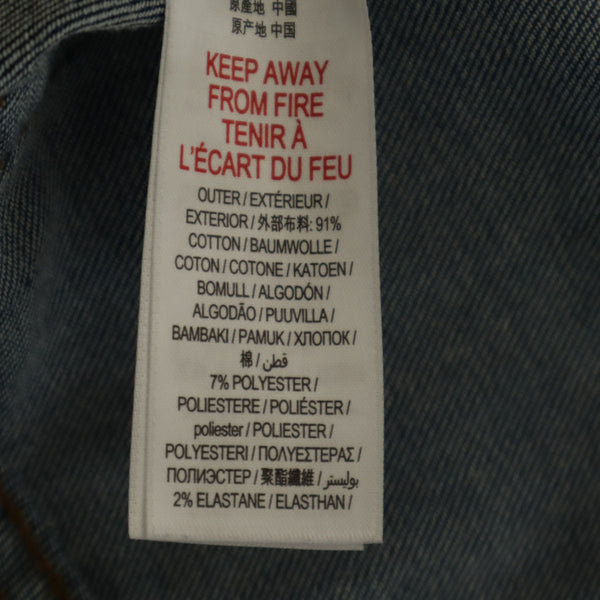 原產地 中國
原产地 中国
KEEP AWAY
FROM FIRE
TENIR À
L'ÉCART DU FEU
OUTER / EXTÉRIEUR /
EXTERIOR / 外部布料: 91%
COTTON / BAUMWOLLE /
COTON / COTONE / KATOEN /
BOMULL / ALGODÓN /
ALGODÃO / PUUVILLA /
BAMBAKI / PAMUK / ХЛОПОК /
棉 / قطن /
7% POLYESTER /
POLIESTERE / POLIÉSTER /
poliester / POLIESTER /
POLYESTERI / ΠΟΛΥΕΣΤΕΡΑΣ /
ПОЛИЭСТЕР / 聚酯纖維 / بوليستر /
2% ELASTANE / ELASTHAN /